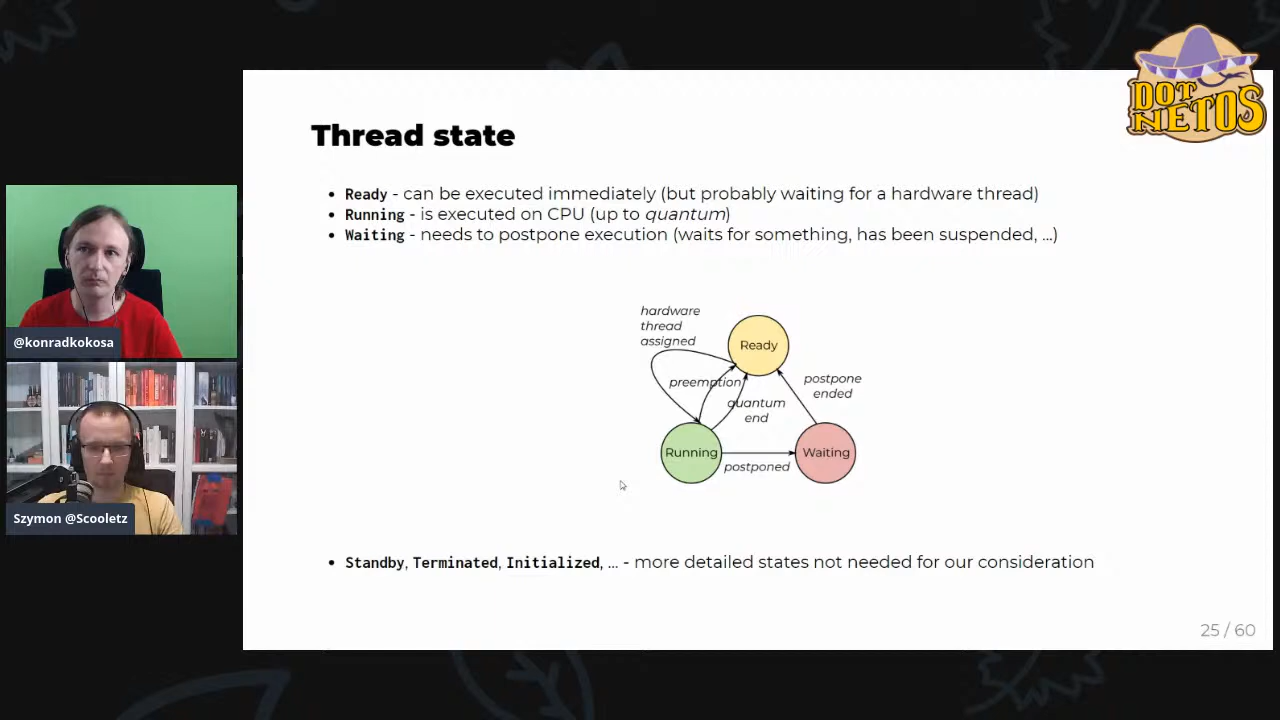 DOT
NETOS
Thread state
• Ready - can be executed immediately (but probably waiting for a hardware thread)
• Running - is executed on CPU (up to quantum)
• Waiting - needs to postpone execution (waits for something, has been suspended, ...)
hardware
thread
assigned
Ready
preemption
quantum
end
postpone
ended
Running
postponed
Waiting
@konradkokosa
Szymon @Scooletz
• Standby, Terminated, Initialized, ... - more detailed states not needed for our consideration
25 / 60